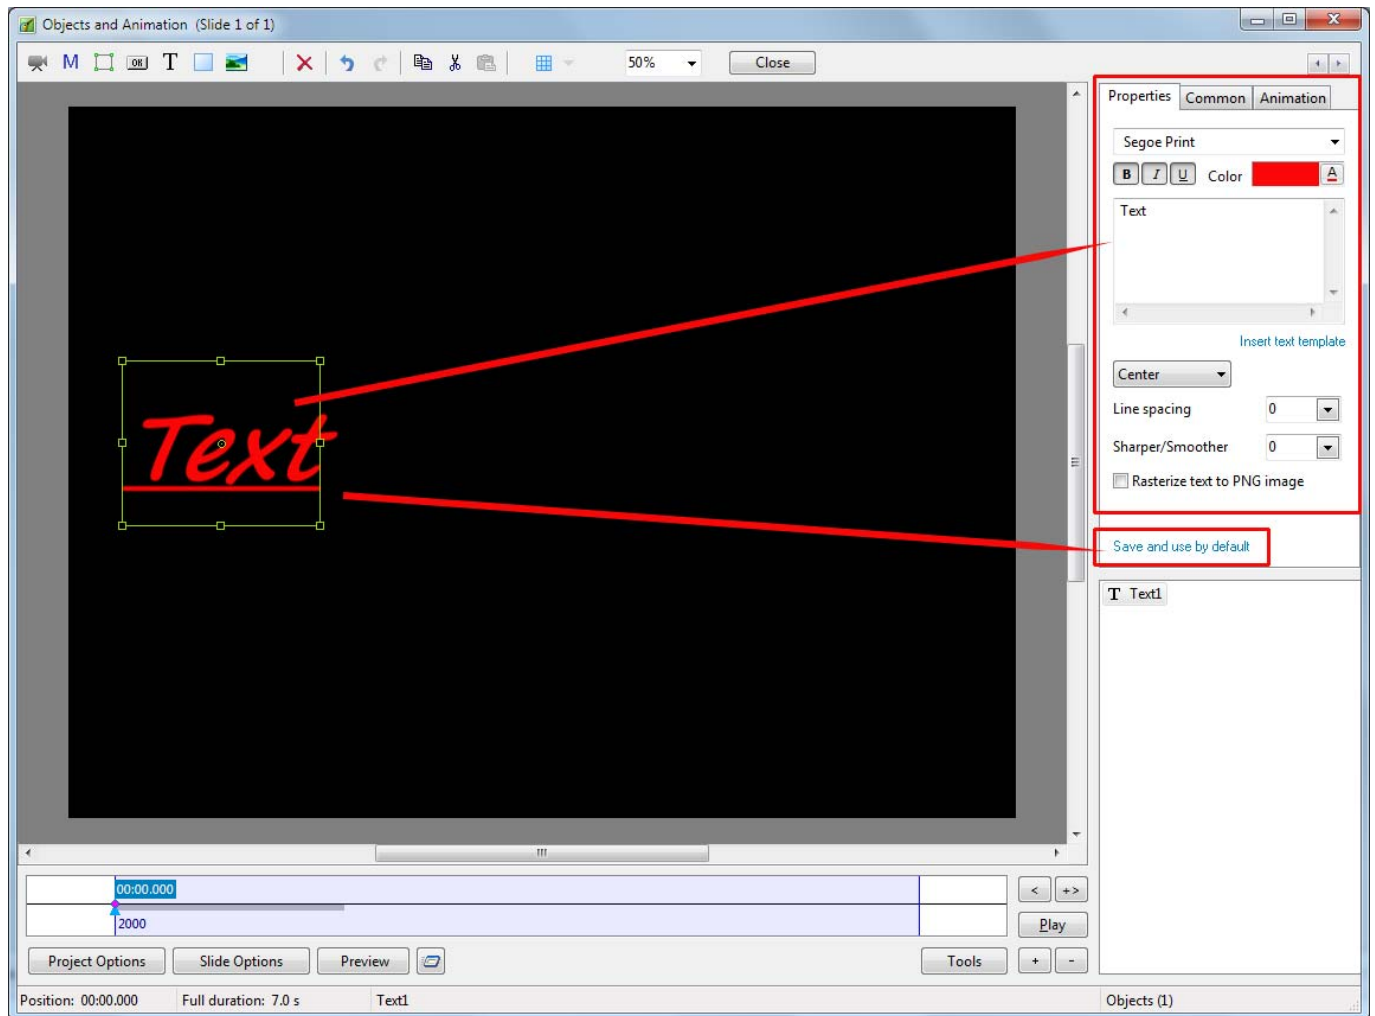 Objects and Animation (Slide 1 of 1)
M OK T 50% Close
Properties Common Animation
Segoe Print
B I U Color A
Text
Insert text template
Center
Line spacing 0
Sharper/Smoother 0
Rasterize text to PNG image
Save and use by default
Text
T Text1
00:00.000
2000
< +>
Play
Project Options Slide Options Preview Tools + -
Position: 00:00.000 Full duration: 7.0 s Text1 Objects (1)